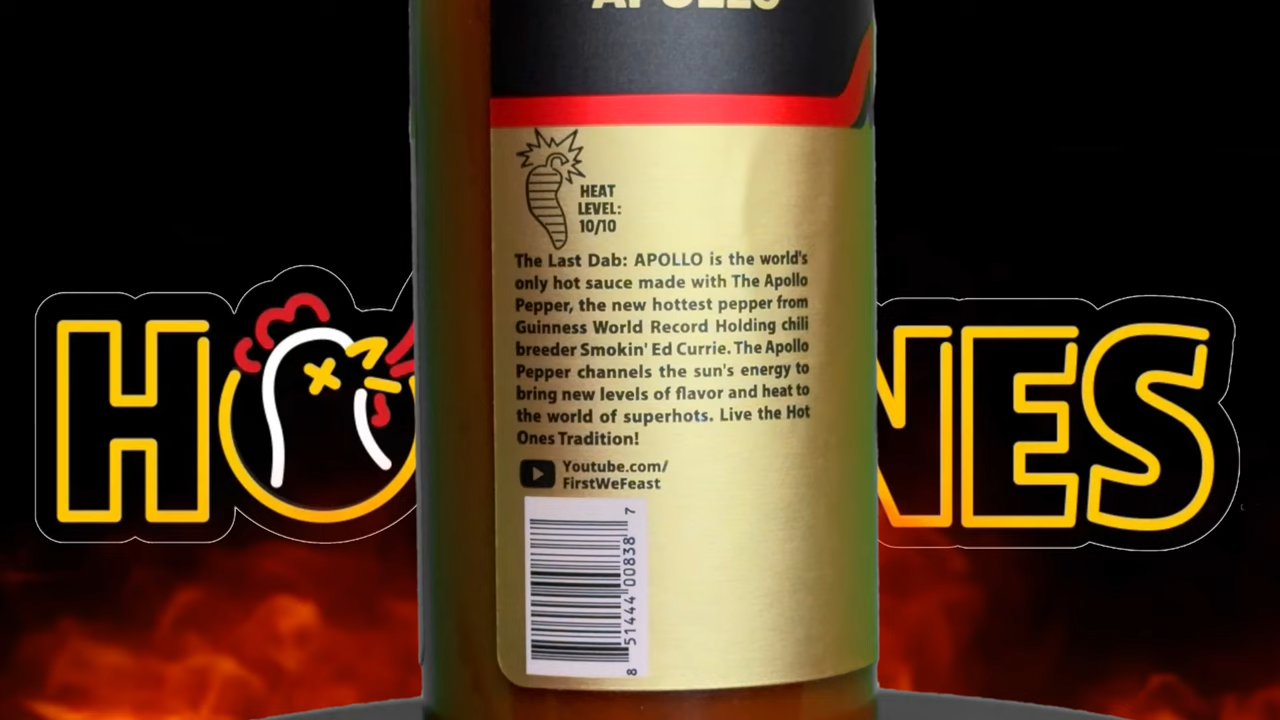 APOLLO
HEAT
LEVEL:
10/10
The Last Dab: APOLLO is the world's
only hot sauce made with The Apollo
Pepper, the new hottest pepper from
Guinness World Record Holding chili
breeder Smokin' Ed Currie. The Apollo
Pepper channels the sun's energy to
bring new levels of flavor and heat to
the world of superhots. Live the Hot
Ones Tradition!
Youtube.com/
FirstWeFeast
8 51444 00838 7
H
NES